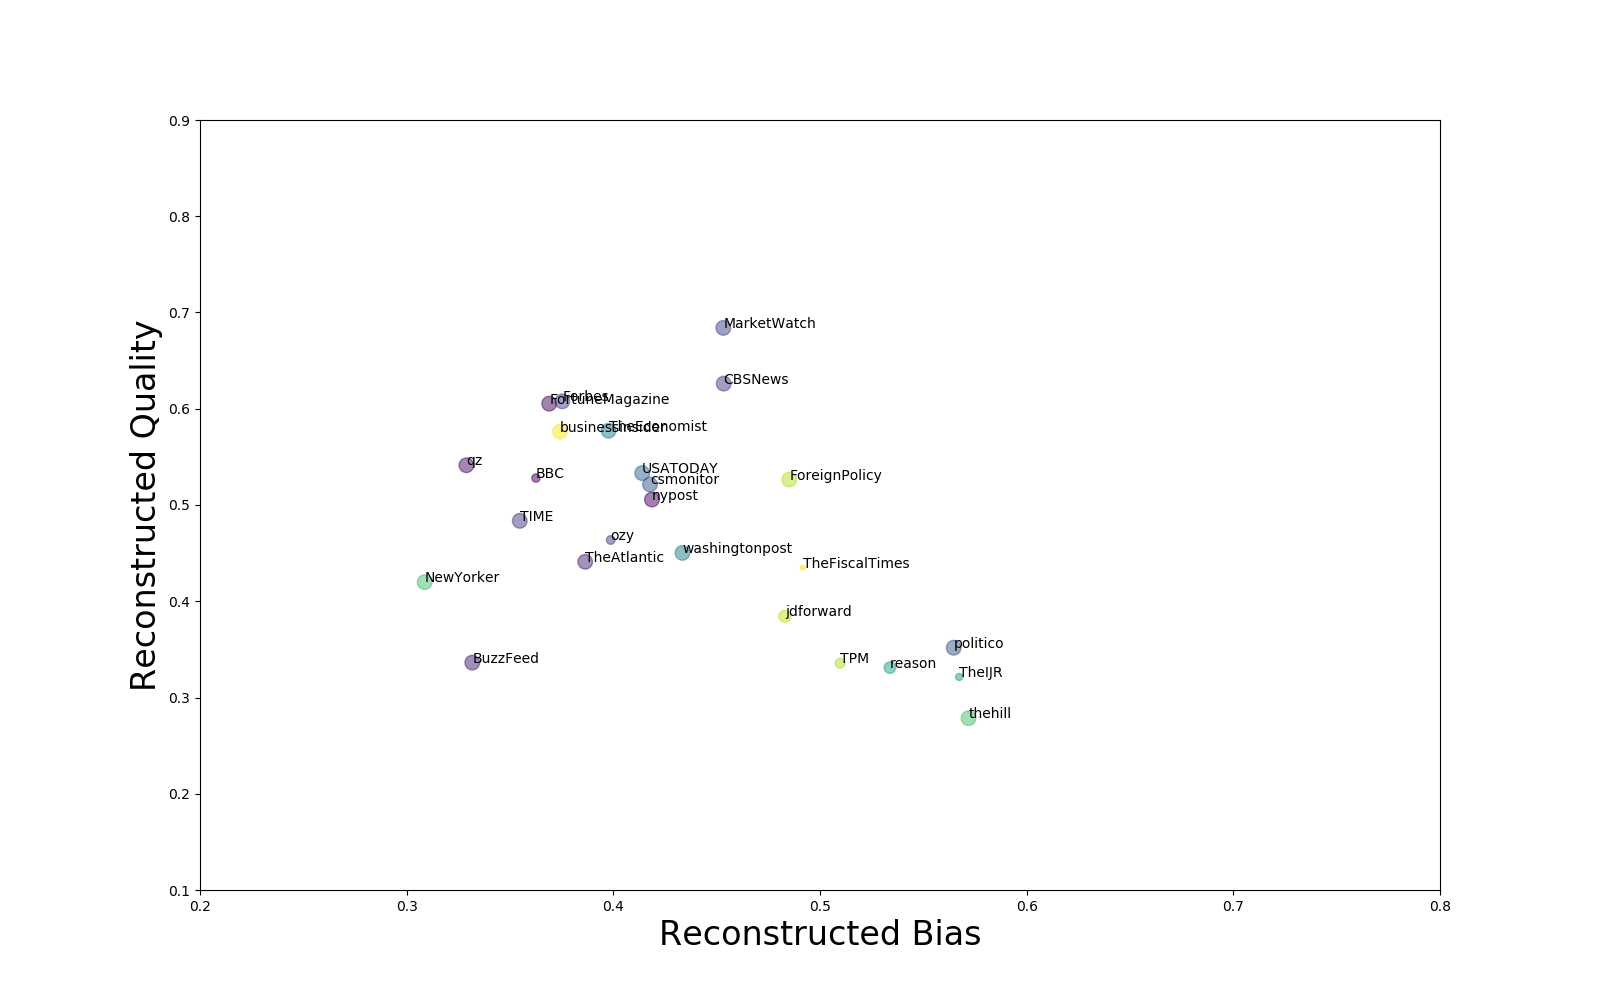 0.9
0.8
0.7
0.6
0.5
0.4
0.3
0.2
0.1
Reconstructed Quality
MarketWatch
CBSNews
Forbes
FortuneMagazine
businessinsider
TheEconomist
qz
BBC
USATODAY
csmonitor
ForeignPolicy
nypost
TIME
ozy
washingtonpost
TheAtlantic
TheFiscalTimes
NewYorker
jdforward
politico
BuzzFeed
TPM
reason
TheIJR
thehill
0.2 0.3 0.4 0.5 0.6 0.7 0.8
Reconstructed Bias